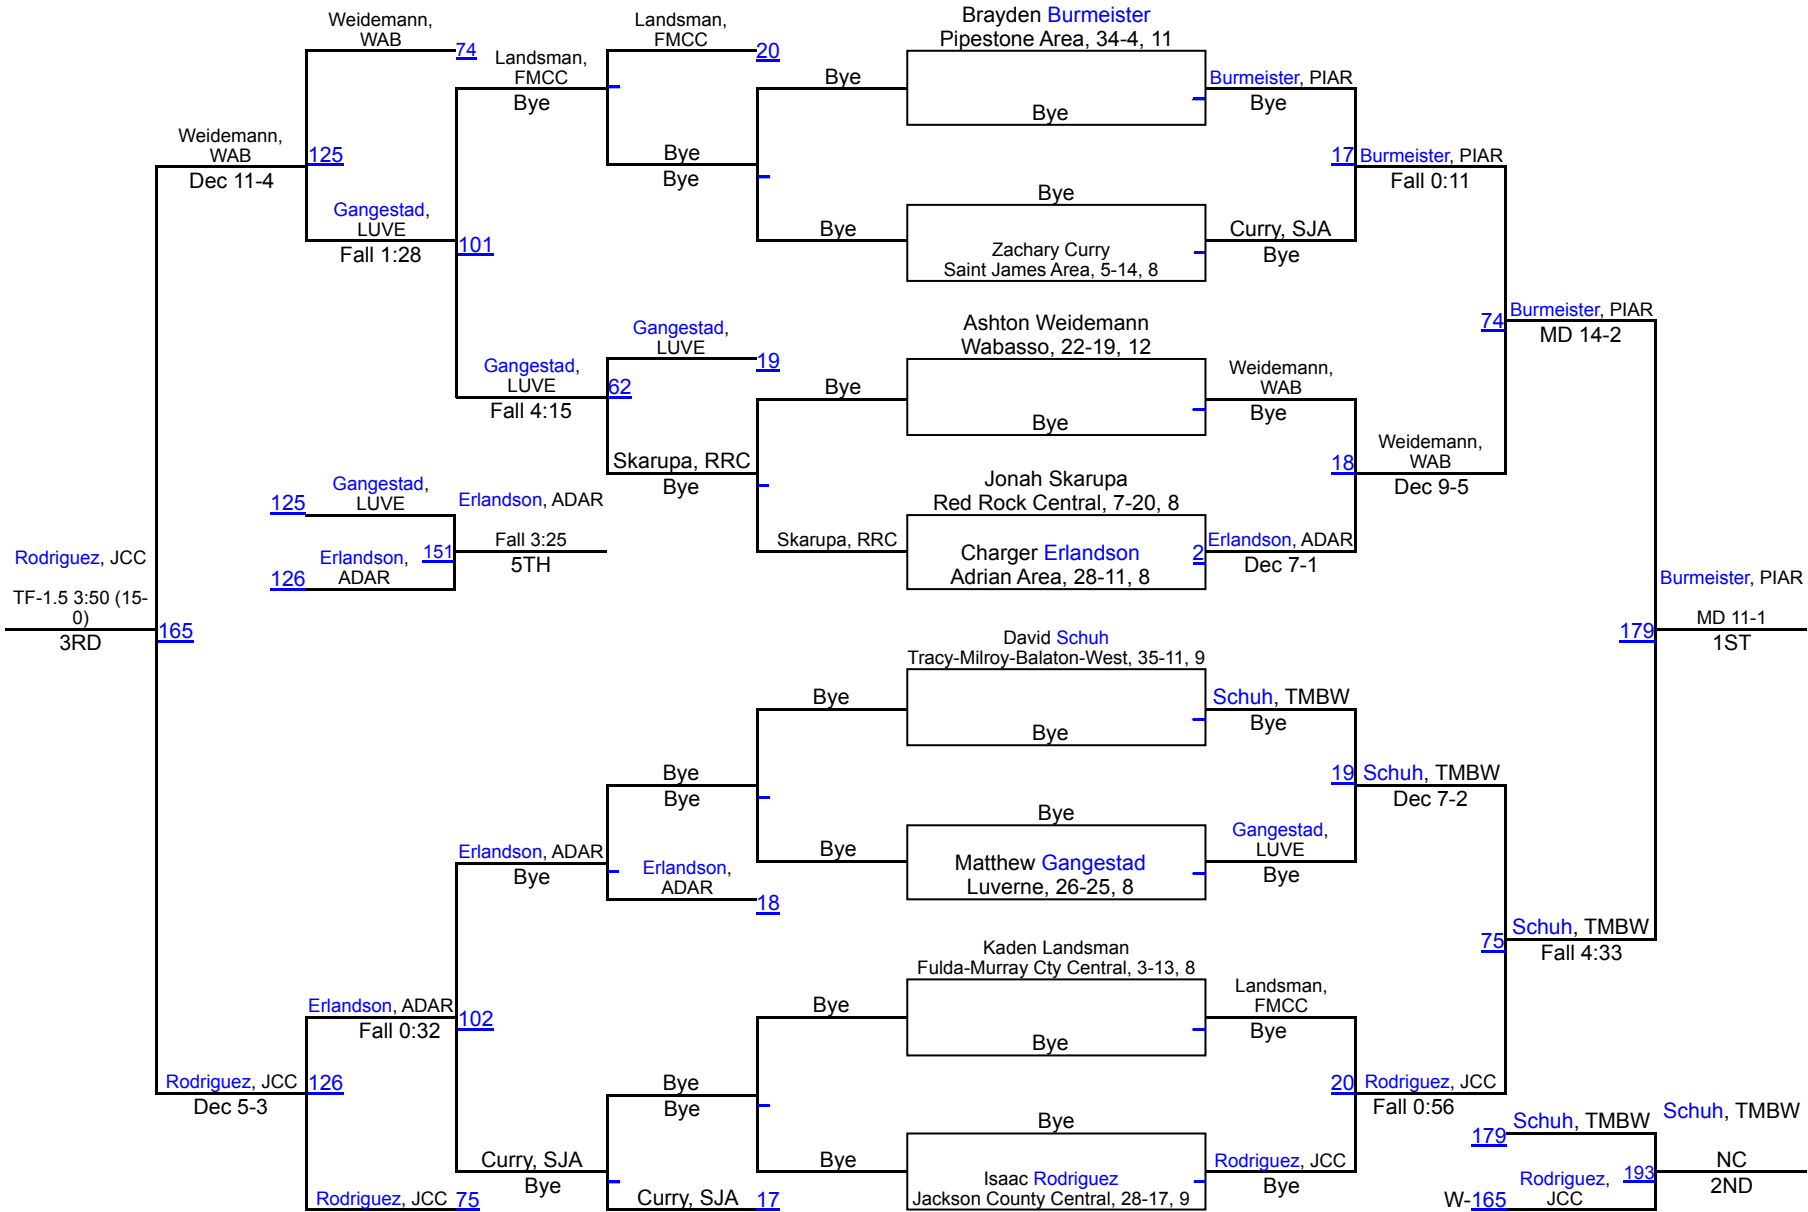 Weidemann,
WAB
74
Landsman,
FMCC
Bye
Landsman,
FMCC
20
Bye
Brayden Burmeister
Pipestone Area, 34-4, 11
Bye
Burmeister, PIAR
Bye
Weidemann,
WAB
Dec 11-4
125
Bye
Bye
17
Burmeister, PIAR
Fall 0:11
Gangestad,
LUVE
Fall 1:28
101
Bye
Bye
Zachary Curry
Saint James Area, 5-14, 8
Curry, SJA
Bye
Burmeister, PIAR
MD 14-2
74
Gangestad,
LUVE
19
Gangestad,
LUVE
Fall 4:15
62
Bye
Ashton Weidemann
Wabasso, 22-19, 12
Bye
Weidemann,
WAB
Bye
Skarupa, RRC
Bye
18
Weidemann,
WAB
Dec 9-5
125
Gangestad,
LUVE
Erlandson, ADAR
Fall 3:25
5TH
151
126
Erlandson,
ADAR
Skarupa, RRC
Jonah Skarupa
Red Rock Central, 7-20, 8
Charger Erlandson
Adrian Area, 28-11, 8
2
Erlandson, ADAR
Dec 7-1
Rodriguez, JCC
TF-1.5 3:50 (15-
0)
3RD
165
Burmeister, PIAR
MD 11-1
1ST
179
David Schuh
Tracy-Milroy-Balaton-West, 35-11, 9
Bye
Bye
Schuh, TMBW
Bye
Bye
Bye
19
Schuh, TMBW
Dec 7-2
Erlandson, ADAR
Bye
Erlandson,
ADAR
18
Bye
Bye
Matthew Gangestad
Luverne, 26-25, 8
Gangestad,
LUVE
Bye
75
Schuh, TMBW
Fall 4:33
Kaden Landsman
Fulda-Murray Cty Central, 3-13, 8
Bye
Bye
Landsman,
FMCC
Bye
Erlandson, ADAR
Fall 0:32
102
Rodriguez, JCC
Dec 5-3
126
Bye
Bye
20
Rodriguez, JCC
Fall 0:56
Curry, SJA
Bye
Bye
Bye
Isaac Rodriguez
Jackson County Central, 28-17, 9
Rodriguez, JCC
Bye
Rodriguez, JCC
75
Curry, SJA
17
Schuh, TMBW
179
Schuh, TMBW
NC
2ND
193
Rodriguez,
JCC
W-165